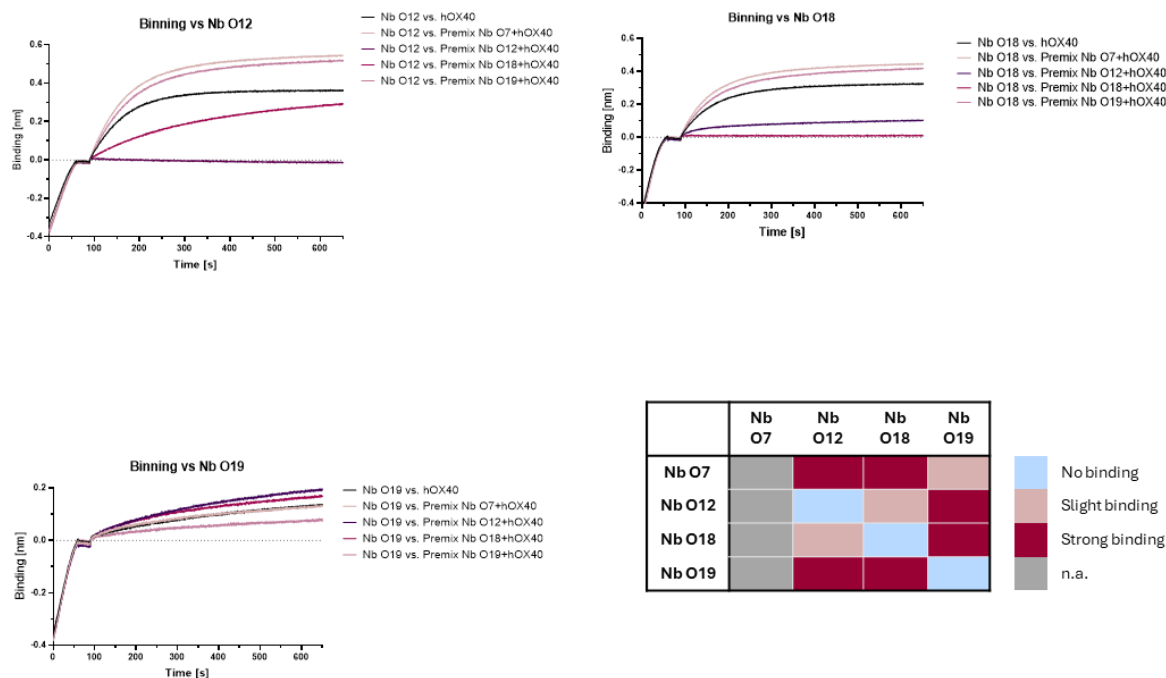 Binning vs Nb O12
Nb O12 vs. hOX40
Nb O12 vs. Premix Nb O7+hOX40
Nb O12 vs. Premix Nb O12+hOX40
Nb O12 vs. Premix Nb O18+hOX40
Nb O12 vs. Premix Nb O19+hOX40
Binding [nm]
0.6
0.4
0.2
0.0
-0.2
-0.4
0 100 200 300 400 500 600
Time [s]
Binning vs Nb O18
Nb O18 vs. hOX40
Nb O18 vs. Premix Nb O7+hOX40
Nb O18 vs. Premix Nb O12+hOX40
Nb O18 vs. Premix Nb O18+hOX40
Nb O18 vs. Premix Nb O19+hOX40
Binding [nm]
0.6
0.4
0.2
0.0
-0.2
-0.4
0 100 200 300 400 500 600
Time [s]
Binning vs Nb O19
Nb O19 vs. hOX40
Nb O19 vs. Premix Nb O7+hOX40
Nb O19 vs. Premix Nb O12+hOX40
Nb O19 vs. Premix Nb O18+hOX40
Nb O19 vs. Premix Nb O19+hOX40
Binding [nm]
0.2
0.0
-0.2
-0.4
0 100 200 300 400 500 600
Time [s]
Nb Nb Nb Nb
O7 O12 O18 O19
Nb O7
Nb O12
Nb O18
Nb O19
No binding
Slight binding
Strong binding
n.a.